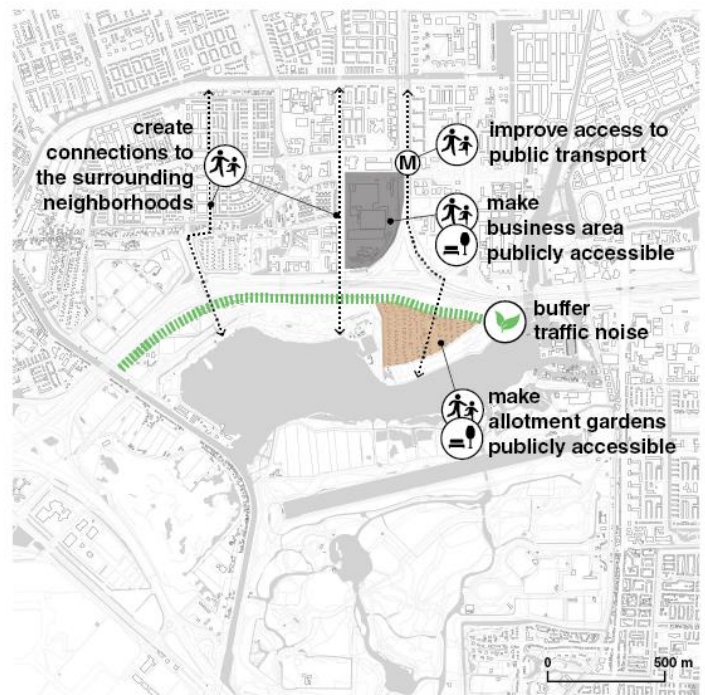 create
connections to
the surrounding
neighborhoods
M
improve access to
public transport
make
business area
publicly accessible
buffer
traffic noise
make
allotment gardens
publicly accessible
0 500 m